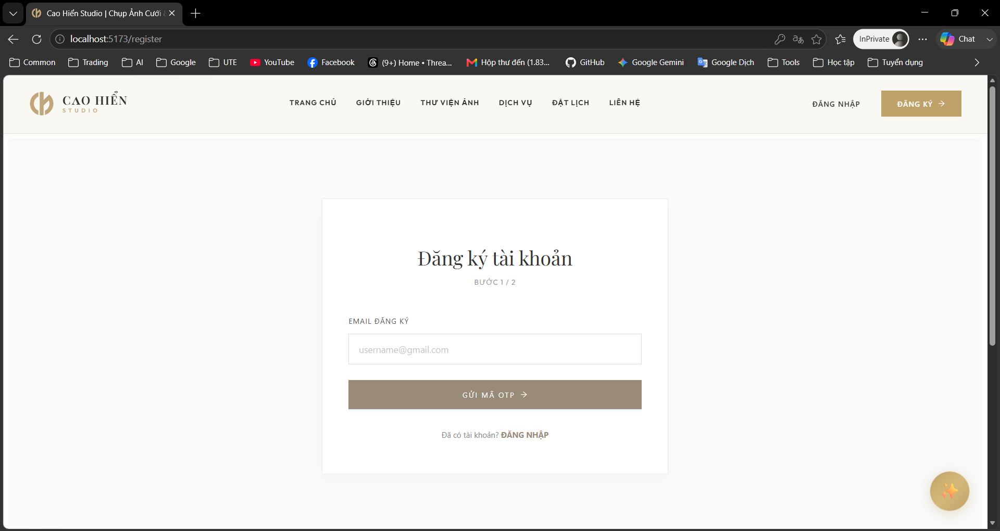 Cao Hiển Studio | Chụp Ảnh Cưới &
localhost:5173/register
InPrivate
Chat
Common
Trading
AI
Google
UTE
YouTube
Facebook
(9+) Home • Threa...
Hộp thư đến (1.83...
GitHub
Google Gemini
Google Dịch
Tools
Học tập
Tuyển dụng
CAO HIỂN
STUDIO
TRANG CHỦ
GIỚI THIỆU
THƯ VIỆN ẢNH
DỊCH VỤ
ĐẶT LỊCH
LIÊN HỆ
ĐĂNG NHẬP
ĐĂNG KÝ →
Đăng ký tài khoản
BƯỚC 1 / 2
EMAIL ĐĂNG KÝ
username@gmail.com
GỬI MÃ OTP →
Đã có tài khoản? ĐĂNG NHẬP